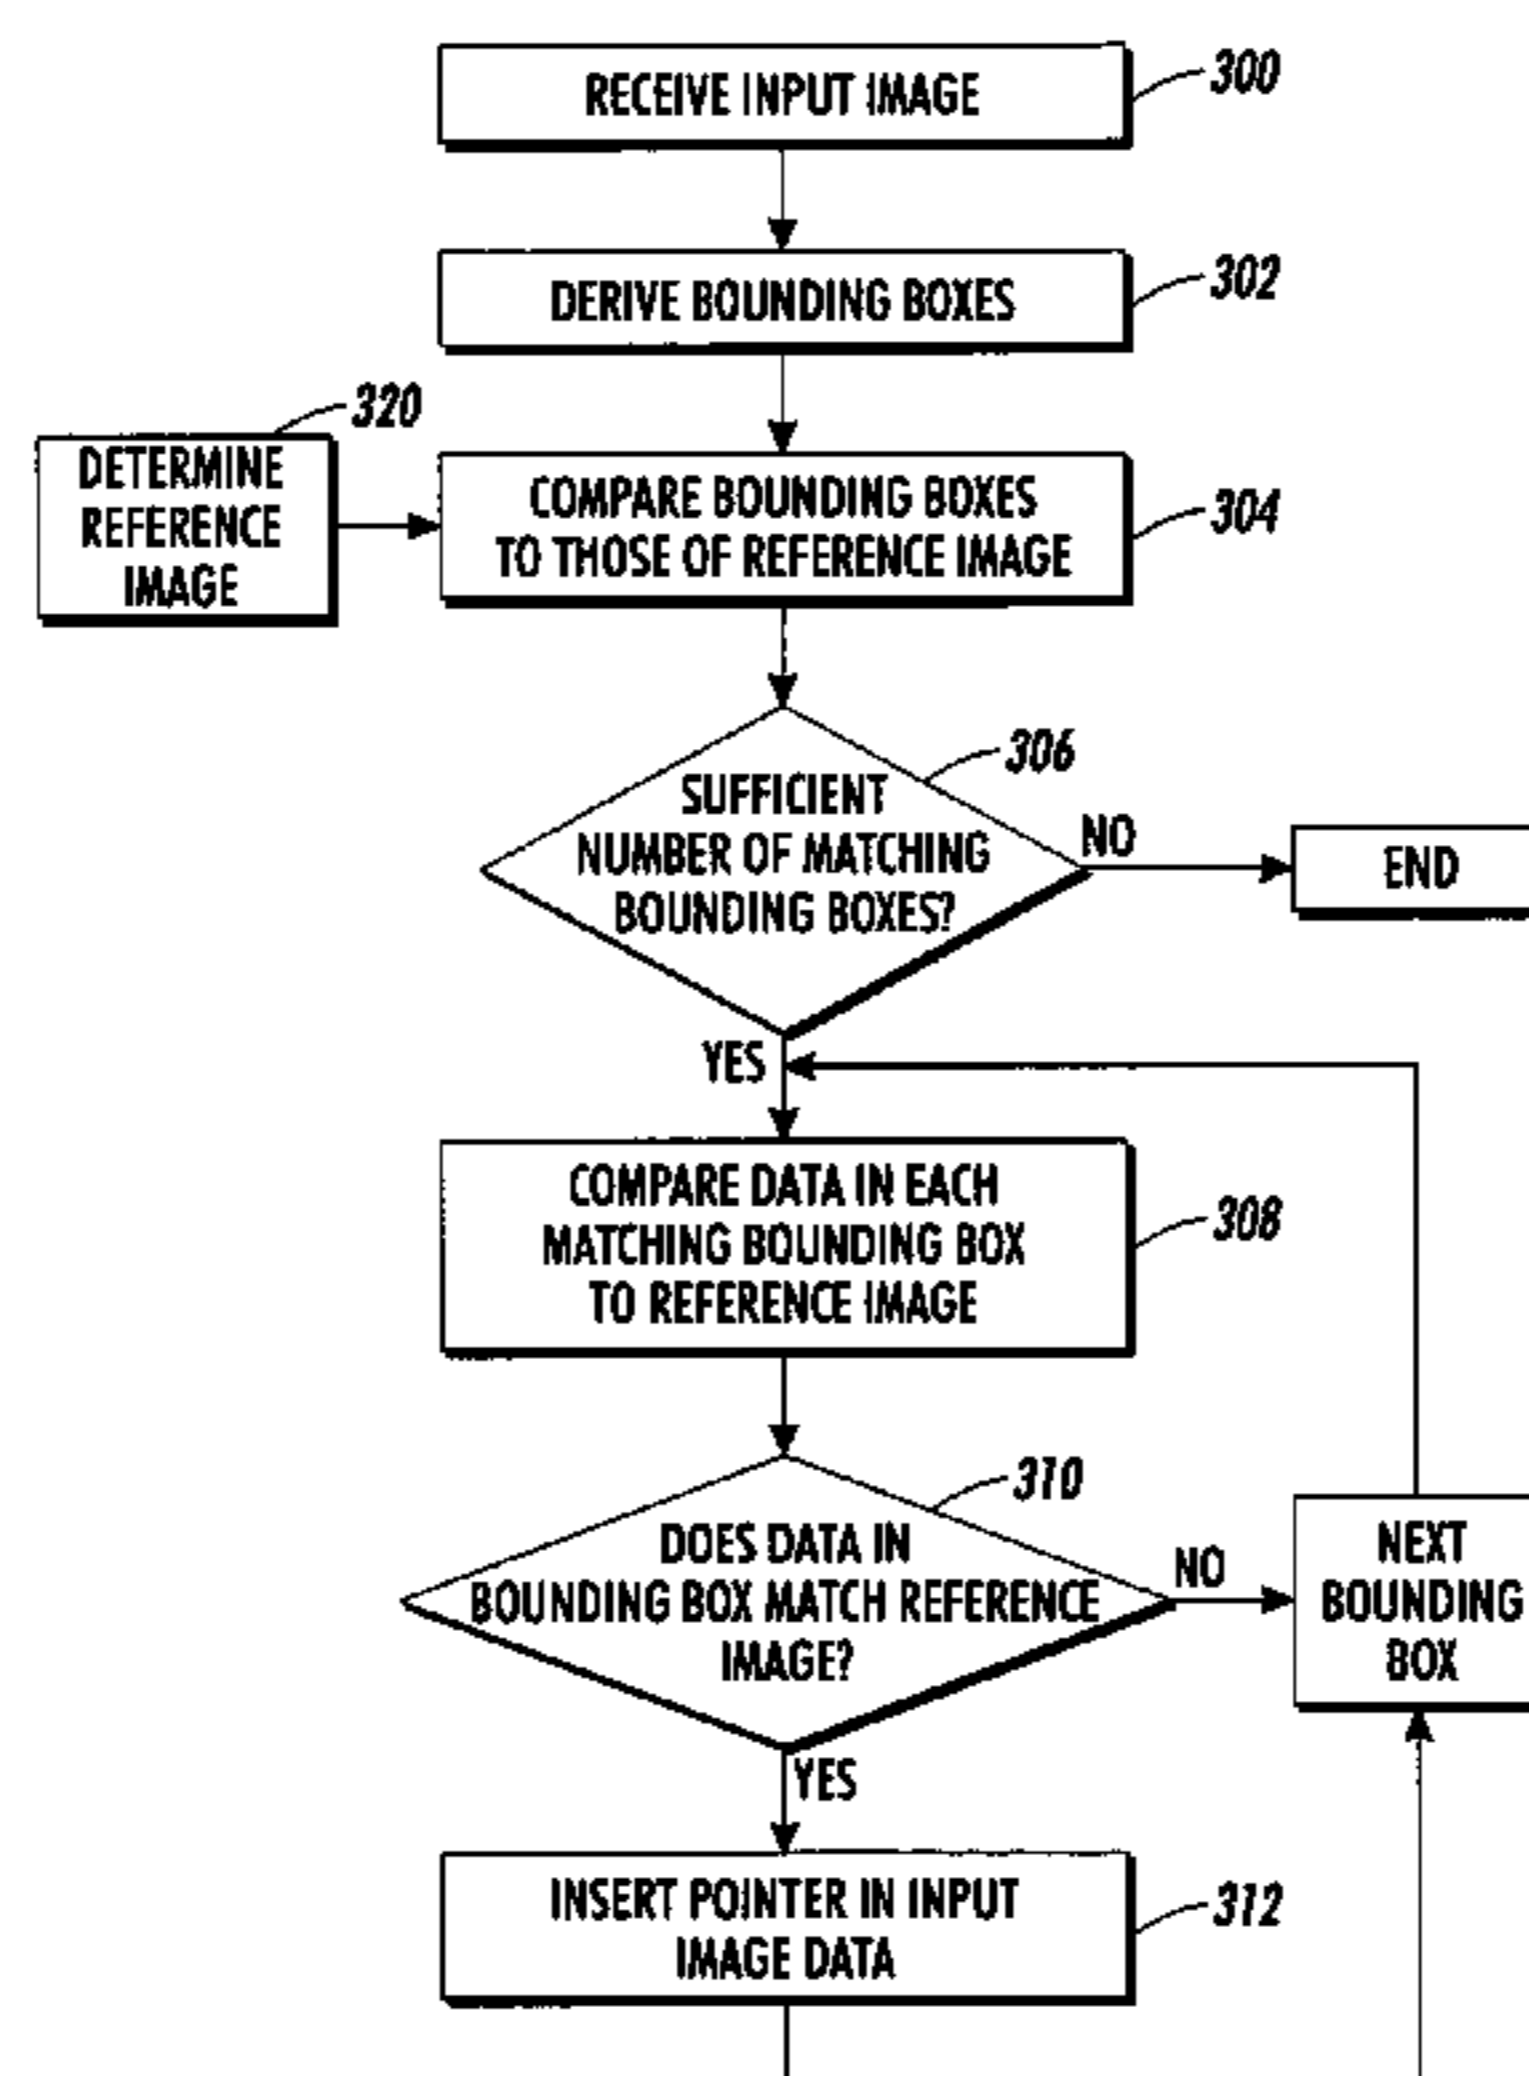 RECEIVE INPUT IMAGE
300
DERIVE BOUNDING BOXES
302
320
DETERMINE
REFERENCE
IMAGE
COMPARE BOUNDING BOXES
TO THOSE OF REFERENCE IMAGE
304
306
SUFFICIENT
NUMBER OF MATCHING
BOUNDING BOXES?
NO
END
YES
COMPARE DATA IN EACH
MATCHING BOUNDING BOX
TO REFERENCE IMAGE
308
310
DOES DATA IN
BOUNDING BOX MATCH REFERENCE
IMAGE?
NO
NEXT
BOUNDING
BOX
YES
INSERT POINTER IN INPUT
IMAGE DATA
312